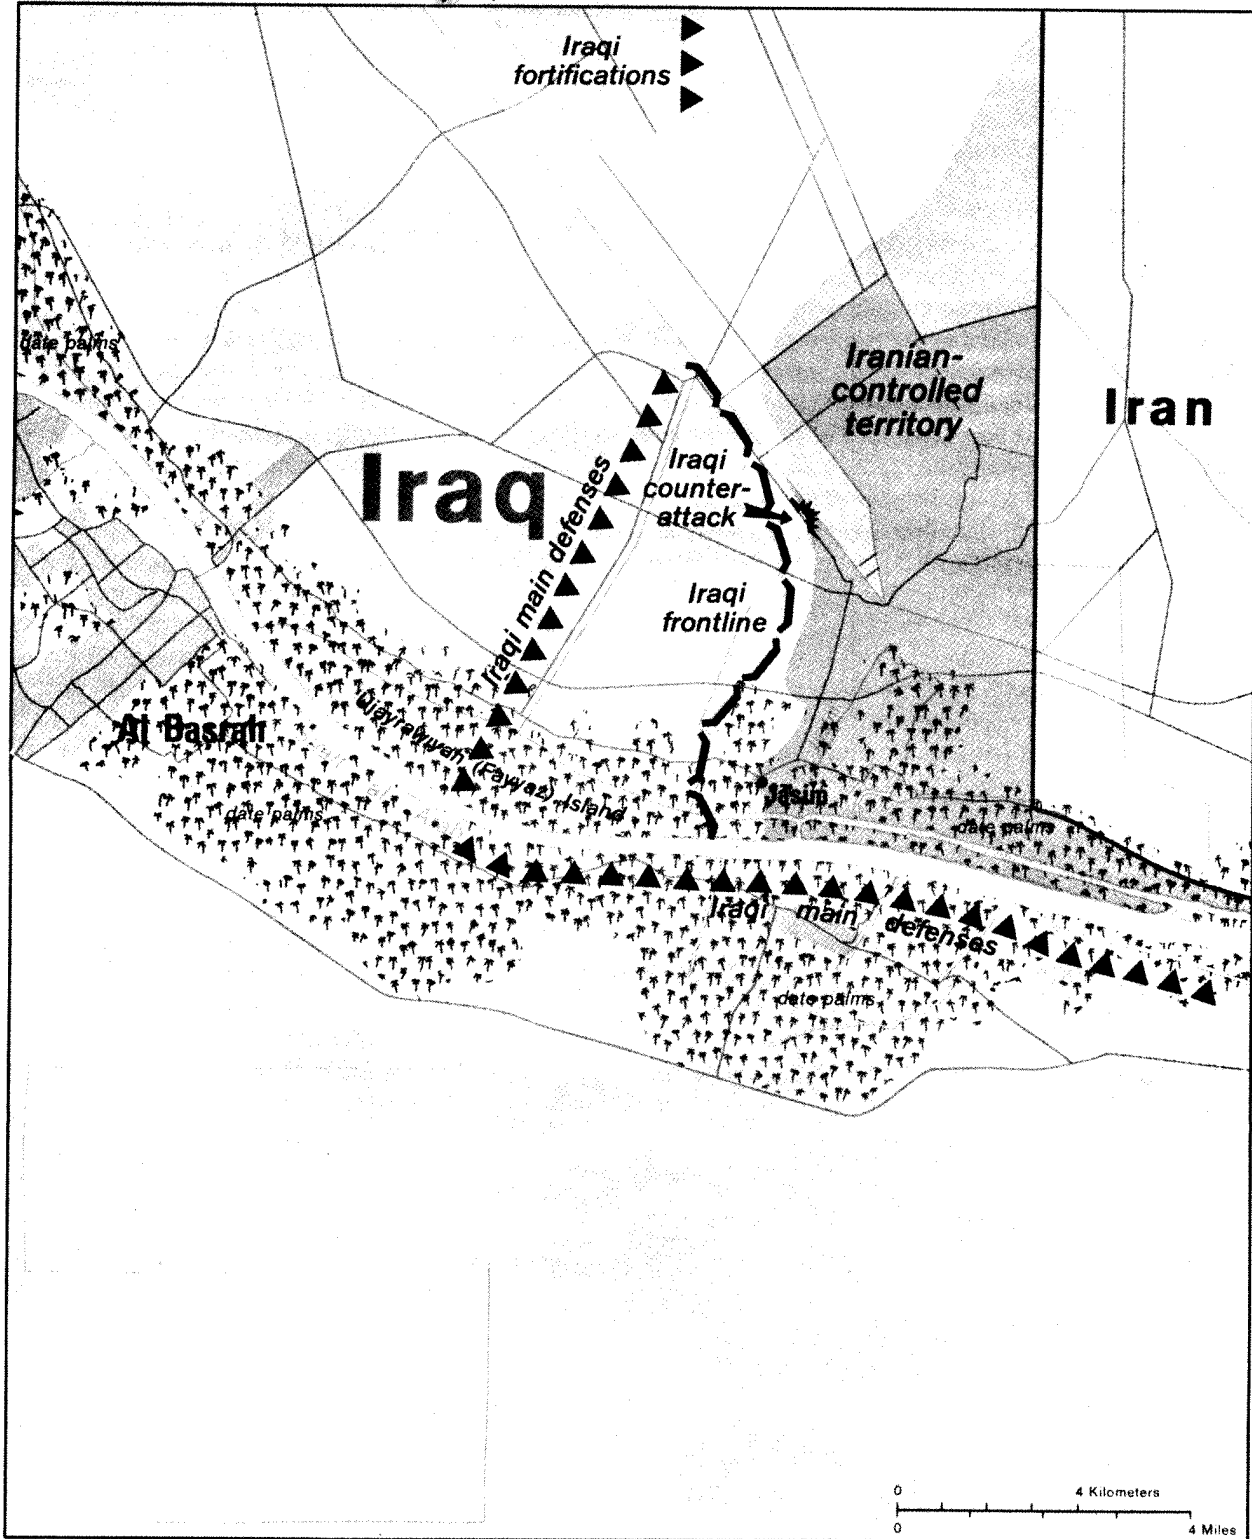 Iraqi
fortifications
date palms
Iranian-
controlled
territory
Iran
Iraq
Iraqi
counter-
attack
Iraqi main defenses
Iraqi
frontline
Al Basrah
(Fayyaz) Island
Jasim
date palms
date palms
Iraqi main defenses
date palms
0 4 Kilometers
0 4 Miles